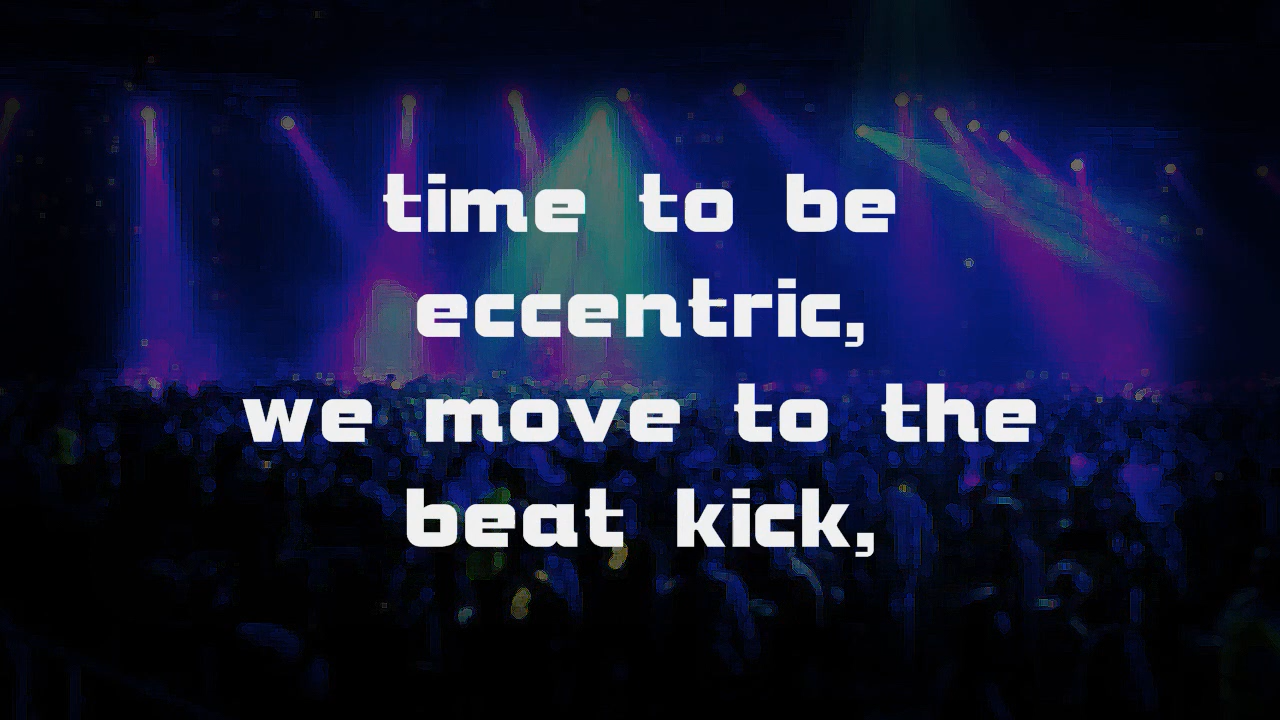 time to be
eccentric,
we move to the
beat kick,